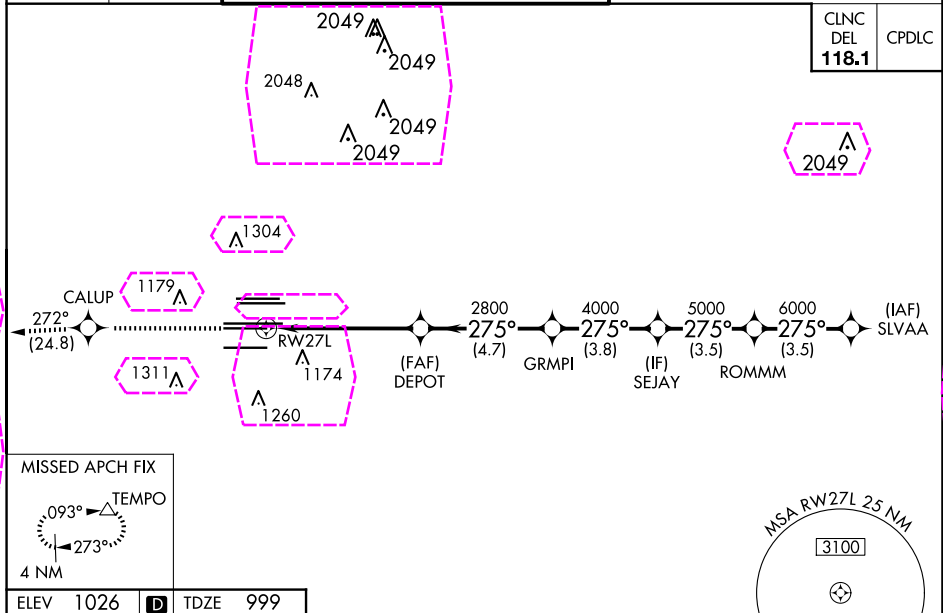 CLNC
DEL
118.1
CPDLC
2049
2049
2048
2049
2049
2049
1304
1179
CALUP
272°
(24.8)
RW27L
1311
1174
1260
(FAF)
DEPOT
2800
275°
(4.7)
GRMPI
4000
275°
(3.8)
(IF)
SEJAY
5000
275°
(3.5)
ROMMM
6000
275°
(3.5)
(IAF)
SLVAA
MISSED APCH FIX
TEMPO
093°
273°
4 NM
MSA RW27L 25 NM
3100
ELEV 1026 D TDZE 999